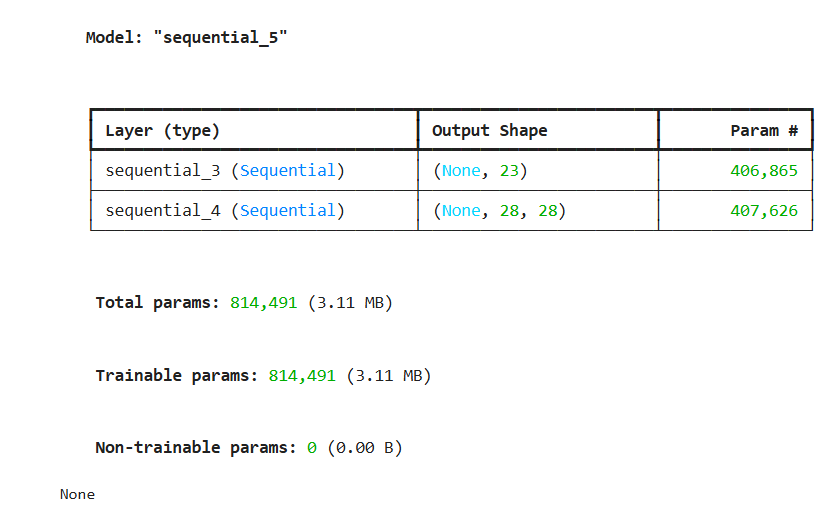 Model: "sequential_5"
Layer (type) Output Shape Param #
sequential_3 (Sequential) (None, 23) 406,865
sequential_4 (Sequential) (None, 28, 28) 407,626
Total params: 814,491 (3.11 MB)
Trainable params: 814,491 (3.11 MB)
Non-trainable params: 0 (0.00 B)
None